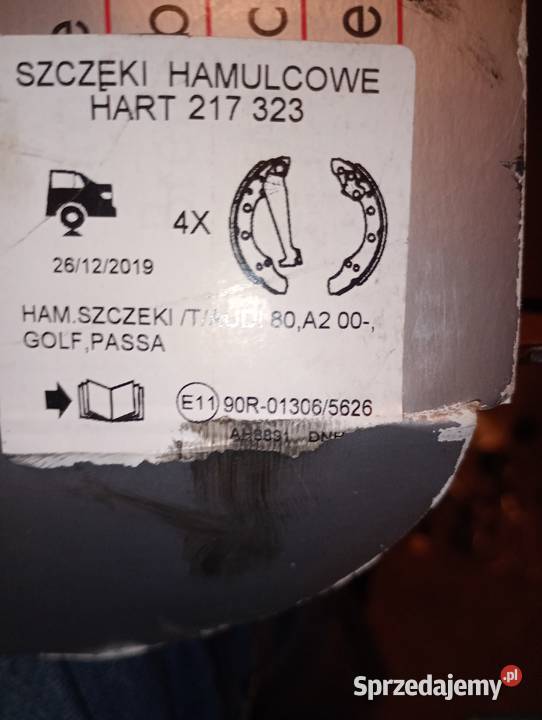 e p c e
SZCZĘKI HAMULCOWE
HART 217 323
4X
26/12/2019
HAM.SZCZEKI /T/AUDI 80,A2 00-,
GOLF,PASSA
E11 90R-01306/5626
Sprzedajemy.pl